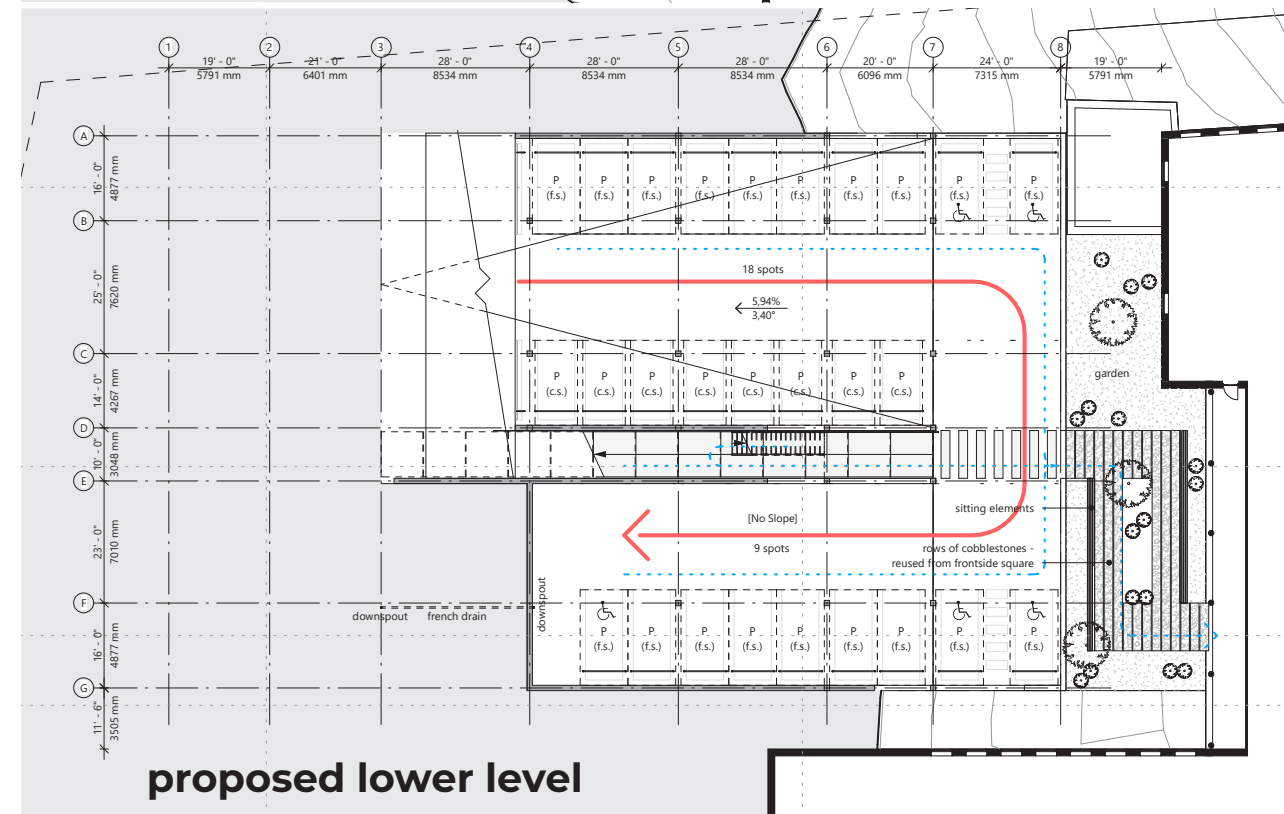 1 2 3 4 5 6 7 8
19' - 0" 21' - 0" 28' - 0" 28' - 0" 28' - 0" 20' - 0" 24' - 0" 19' - 0"
5791 mm 6401 mm 8534 mm 8534 mm 8534 mm 6096 mm 7315 mm 5791 mm
A
16' - 0"
4877 mm
P P P P P P P P P P
(f.s.) (f.s.) (f.s.) (f.s.) (f.s.) (f.s.) (f.s.) (f.s.) (f.s.) (f.s.)
B
25' - 0"
7620 mm
18 spots
5,94%
3,40°
C
14' - 0"
4267 mm
P P P P P P P P
(c.s.) (c.s.) (c.s.) (c.s.) (c.s.) (c.s.) (c.s.) (c.s.)
garden
D
10' - 0"
3048 mm
E
23' - 0"
7010 mm
sitting elements
[No Slope]
9 spots
rows of cobblestones -
reused from frontside square
F
downspout french drain
downspout
16' - 0"
4877 mm
P P P P P P P P P
(f.s.) (f.s.) (f.s.) (f.s.) (f.s.) (f.s.) (f.s.) (f.s.) (f.s.)
G
11' - 6"
3505 mm
proposed lower level